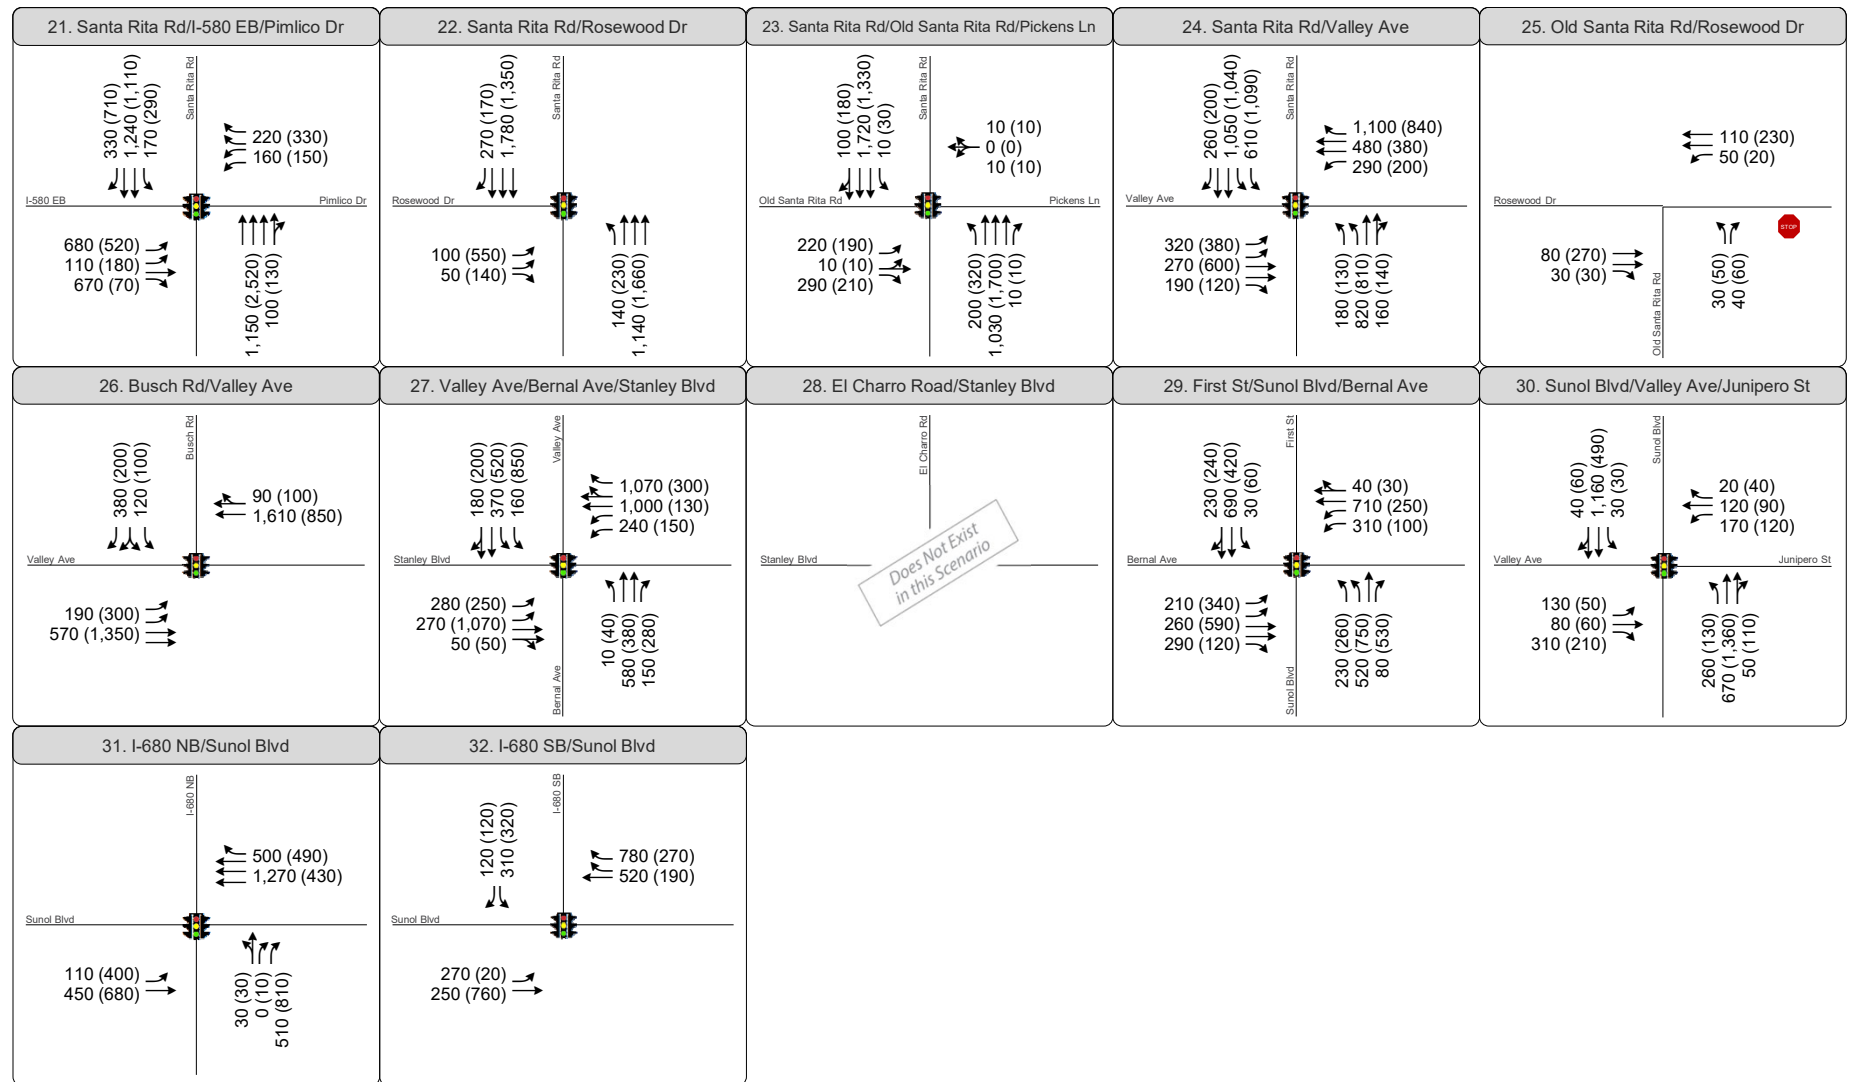 21. Santa Rita Rd/I-580 EB/Pimlico Dr
330 (710)
1,240 (1,110)
170 (290)
Santa Rita Rd
220 (330)
160 (150)
I-580 EB
Pimlico Dr
680 (520)
110 (180)
670 (70)
1,150 (2,520)
100 (130)
22. Santa Rita Rd/Rosewood Dr
270 (170)
1,780 (1,350)
Santa Rita Rd
Rosewood Dr
100 (550)
50 (140)
140 (230)
1,140 (1,660)
23. Santa Rita Rd/Old Santa Rita Rd/Pickens Ln
100 (180)
1,720 (1,330)
10 (30)
Santa Rita Rd
10 (10)
0 (0)
10 (10)
Old Santa Rita Rd
Pickens Ln
220 (190)
10 (10)
290 (210)
200 (320)
1,030 (1,700)
10 (10)
24. Santa Rita Rd/Valley Ave
260 (200)
1,050 (1,040)
610 (1,090)
Santa Rita Rd
1,100 (840)
480 (380)
290 (200)
Valley Ave
320 (380)
270 (600)
190 (120)
180 (130)
820 (810)
160 (140)
25. Old Santa Rita Rd/Rosewood Dr
110 (230)
50 (20)
Rosewood Dr
STOP
80 (270)
30 (30)
Old Santa Rita Rd
30 (50)
40 (60)
26. Busch Rd/Valley Ave
380 (200)
120 (100)
Busch Rd
90 (100)
1,610 (850)
Valley Ave
190 (300)
570 (1,350)
27. Valley Ave/Bernal Ave/Stanley Blvd
180 (200)
370 (520)
160 (850)
Valley Ave
1,070 (300)
1,000 (130)
240 (150)
Stanley Blvd
280 (250)
270 (1,070)
50 (50)
Bernal Ave
10 (40)
580 (380)
150 (280)
28. El Charro Road/Stanley Blvd
El Charro Rd
Stanley Blvd
Does Not Exist
in this Scenario
29. First St/Sunol Blvd/Bernal Ave
230 (240)
690 (420)
30 (60)
First St
40 (30)
710 (250)
310 (100)
Bernal Ave
210 (340)
260 (590)
290 (120)
Sunol Blvd
230 (260)
520 (750)
80 (530)
30. Sunol Blvd/Valley Ave/Junipero St
40 (60)
1,160 (490)
30 (30)
Sunol Blvd
20 (40)
120 (90)
170 (120)
Valley Ave
Junipero St
130 (50)
80 (60)
310 (210)
260 (130)
670 (1,360)
50 (110)
31. I-680 NB/Sunol Blvd
I-680 NB
500 (490)
1,270 (430)
Sunol Blvd
110 (400)
450 (680)
30 (30)
0 (10)
510 (810)
32. I-680 SB/Sunol Blvd
120 (120)
310 (320)
I-680 SB
780 (270)
520 (190)
Sunol Blvd
270 (20)
250 (760)